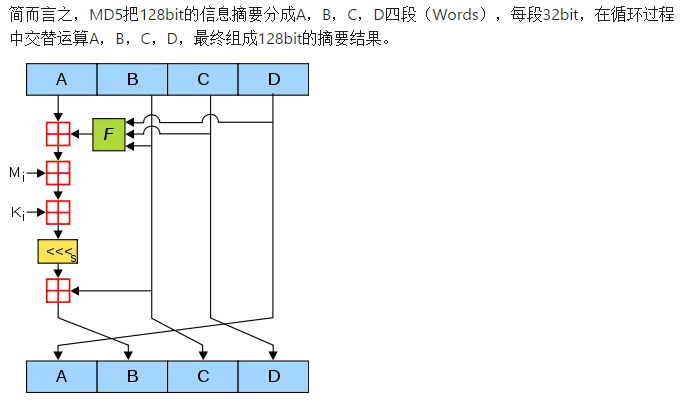 简而言之，MD5把128bit的信息摘要分成A，B，C，D四段（Words），每段32bit，在循环过程
中交替运算A，B，C，D，最终组成128bit的摘要结果。
A B C D
F
Mi
Ki
<<<s
A B C D